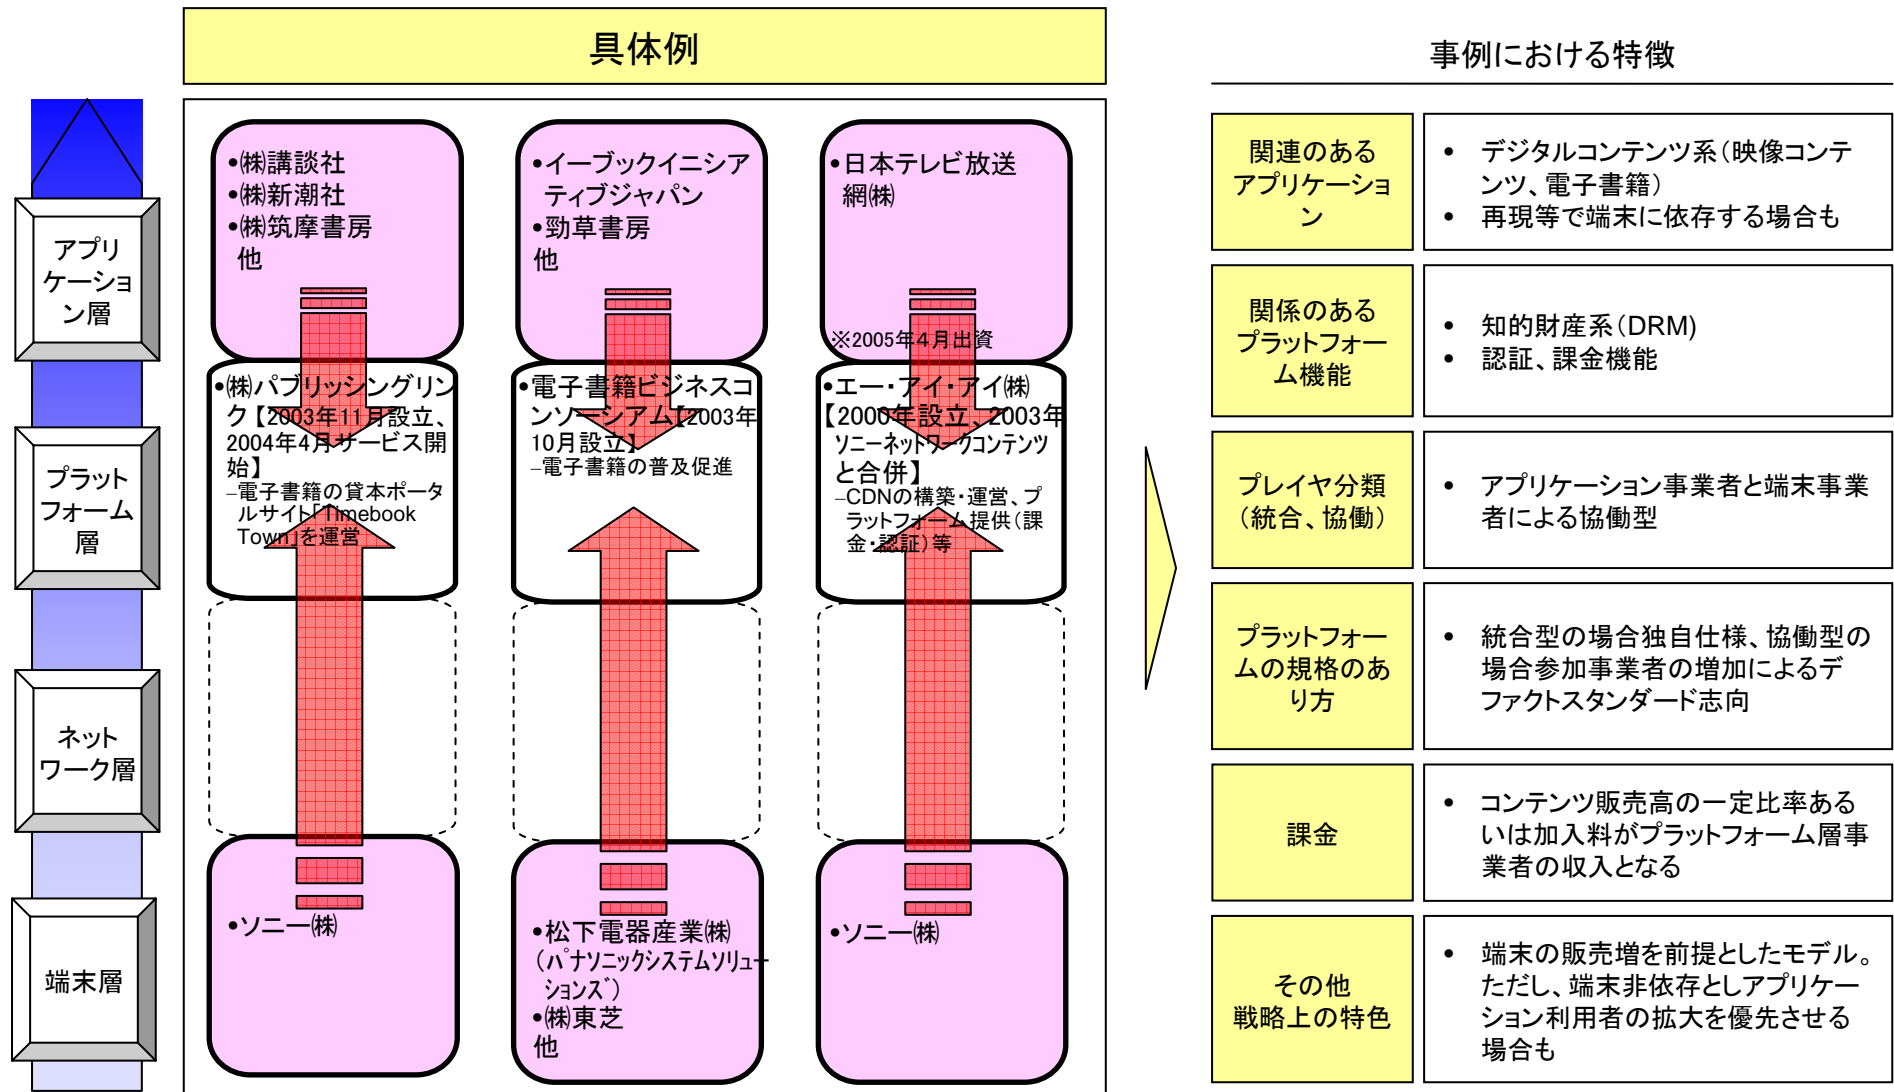 具体例
事例における特徴
アプリ
ケーショ
ン層
プラット
フォーム
層
ネット
ワーク層
端末層
•㈱講談社
•㈱新潮社
•㈱筑摩書房
他
•㈱パブリッシングリン
ク【2003年11月設立、
2004年4月サービス開
始】
–電子書籍の貸本ポータ
ルサイト「Timebook
Town」を運営
•ソニー㈱
•イーブックイニシア
ティブジャパン
•勁草書房
他
•電子書籍ビジネスコ
ンソーシアム【2003年
10月設立】
–電子書籍の普及促進
•松下電器産業㈱
（ﾊﾟﾅｿﾆｯｸｼｽﾃﾑｿﾘｭｰ
ｼｮﾝｽﾞ）
•㈱東芝
他
•日本テレビ放送
網㈱
※2005年４月出資
•エー・アイ・アイ㈱
【2000年設立、2003年
ｿﾆｰﾈｯﾄﾜｰｸｺﾝﾃﾝﾂ
と合併】
–CDNの構築・運営、プ
ラットフォーム提供（課
金・認証）等
•ソニー㈱
関連のある
アプリケーショ
ン
• デジタルコンテンツ系（映像コンテ
ンツ、電子書籍）
• 再現等で端末に依存する場合も
関係のある
プラットフォー
ム機能
• 知的財産系（DRM)
• 認証、課金機能
プレイヤ分類
（統合、協働）
• アプリケーション事業者と端末事業
者による協働型
プラットフォー
ムの規格のあ
り方
• 統合型の場合独自仕様、協働型の
場合参加事業者の増加によるデ
ファクトスタンダード志向
課金
• コンテンツ販売高の一定比率ある
いは加入料がプラットフォーム層事
業者の収入となる
その他
戦略上の特色
• 端末の販売増を前提としたモデル。
ただし、端末非依存としアプリケー
ション利用者の拡大を優先させる
場合も